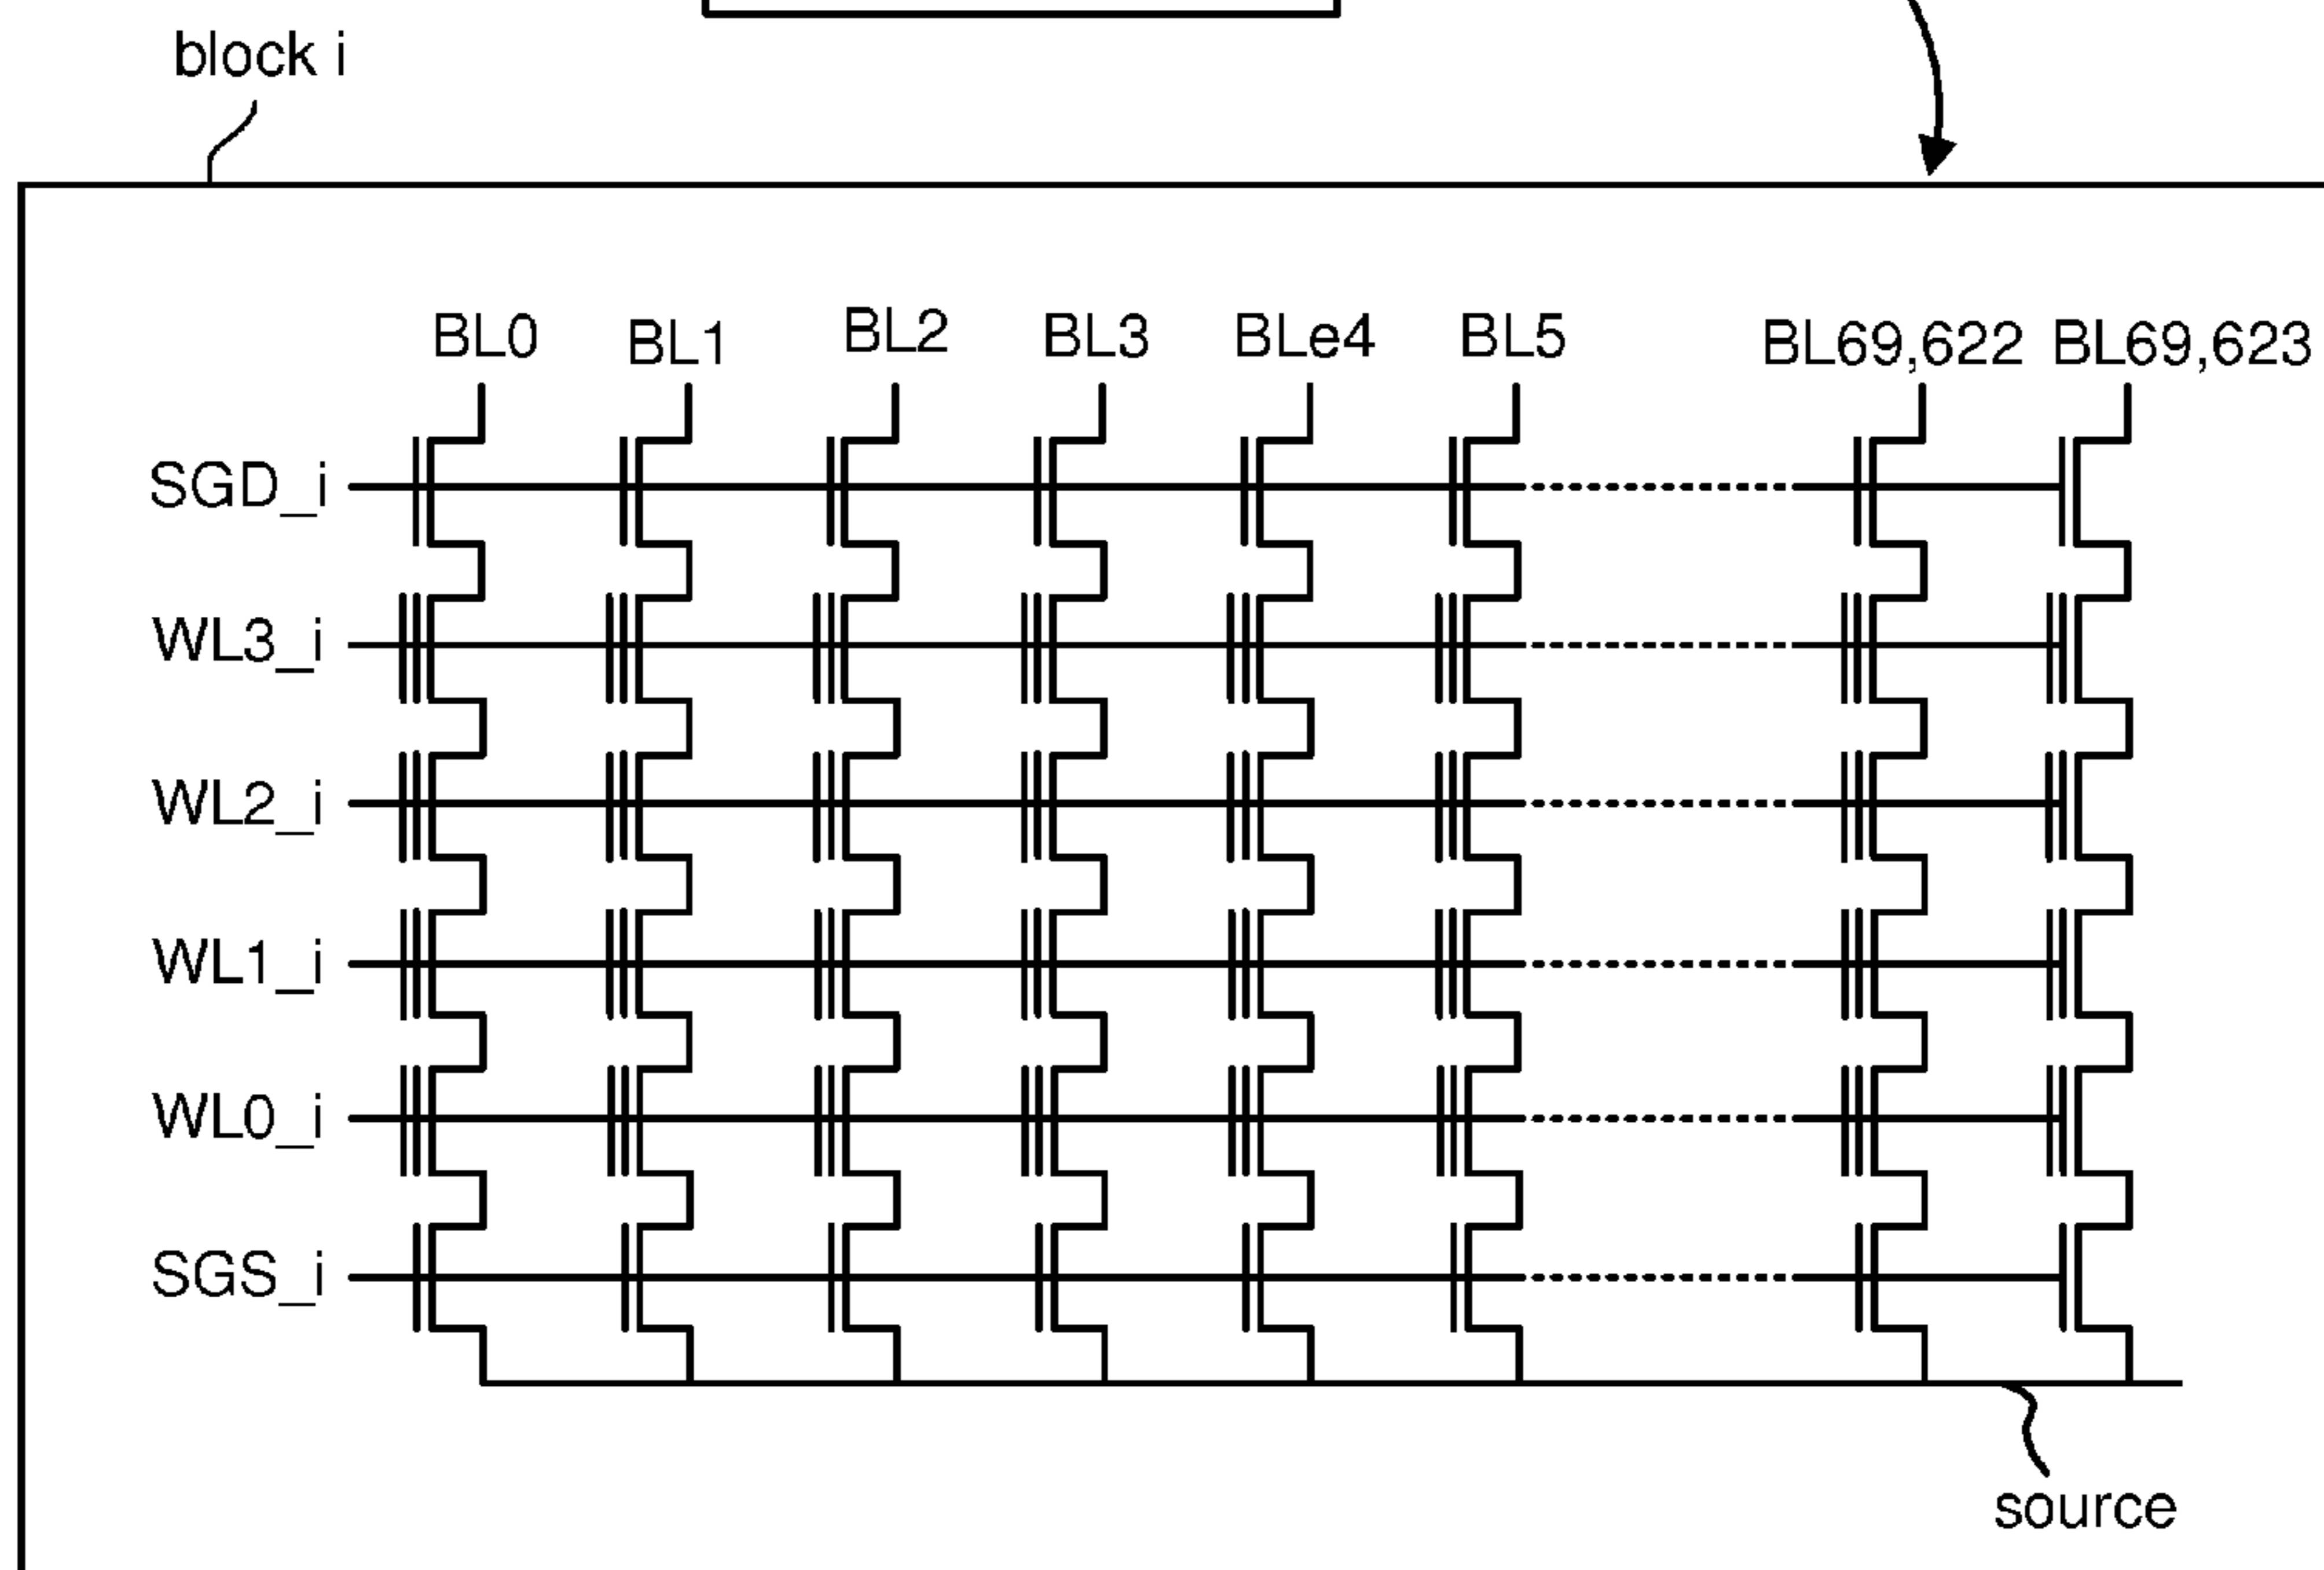 block i
BL0 BL1 BL2 BL3 BLe4 BL5 BL69,622 BL69,623
SGD_i
WL3_i
WL2_i
WL1_i
WL0_i
SGS_i
source